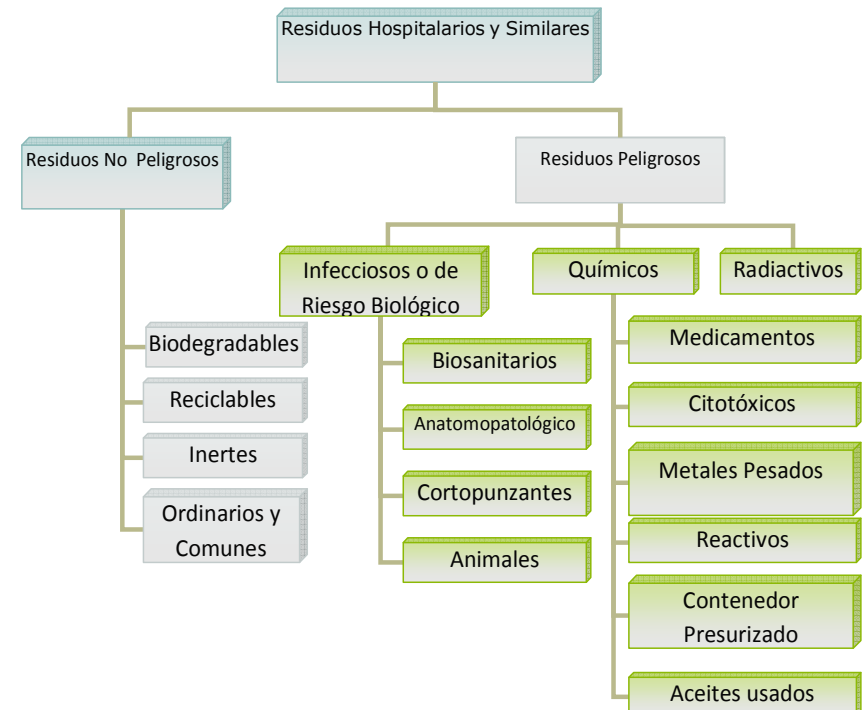 Residuos Hospitalarios y Similares
Residuos No Peligrosos
Residuos Peligrosos
Infecciosos o de
Riesgo Biológico
Químicos
Radiactivos
Biodegradables
Reciclables
Inertes
Ordinarios y
Comunes
Biosanitarios
Anatomopatológico
Cortopunzantes
Animales
Medicamentos
Citotóxicos
Metales Pesados
Reactivos
Contenedor
Presurizado
Aceites usados